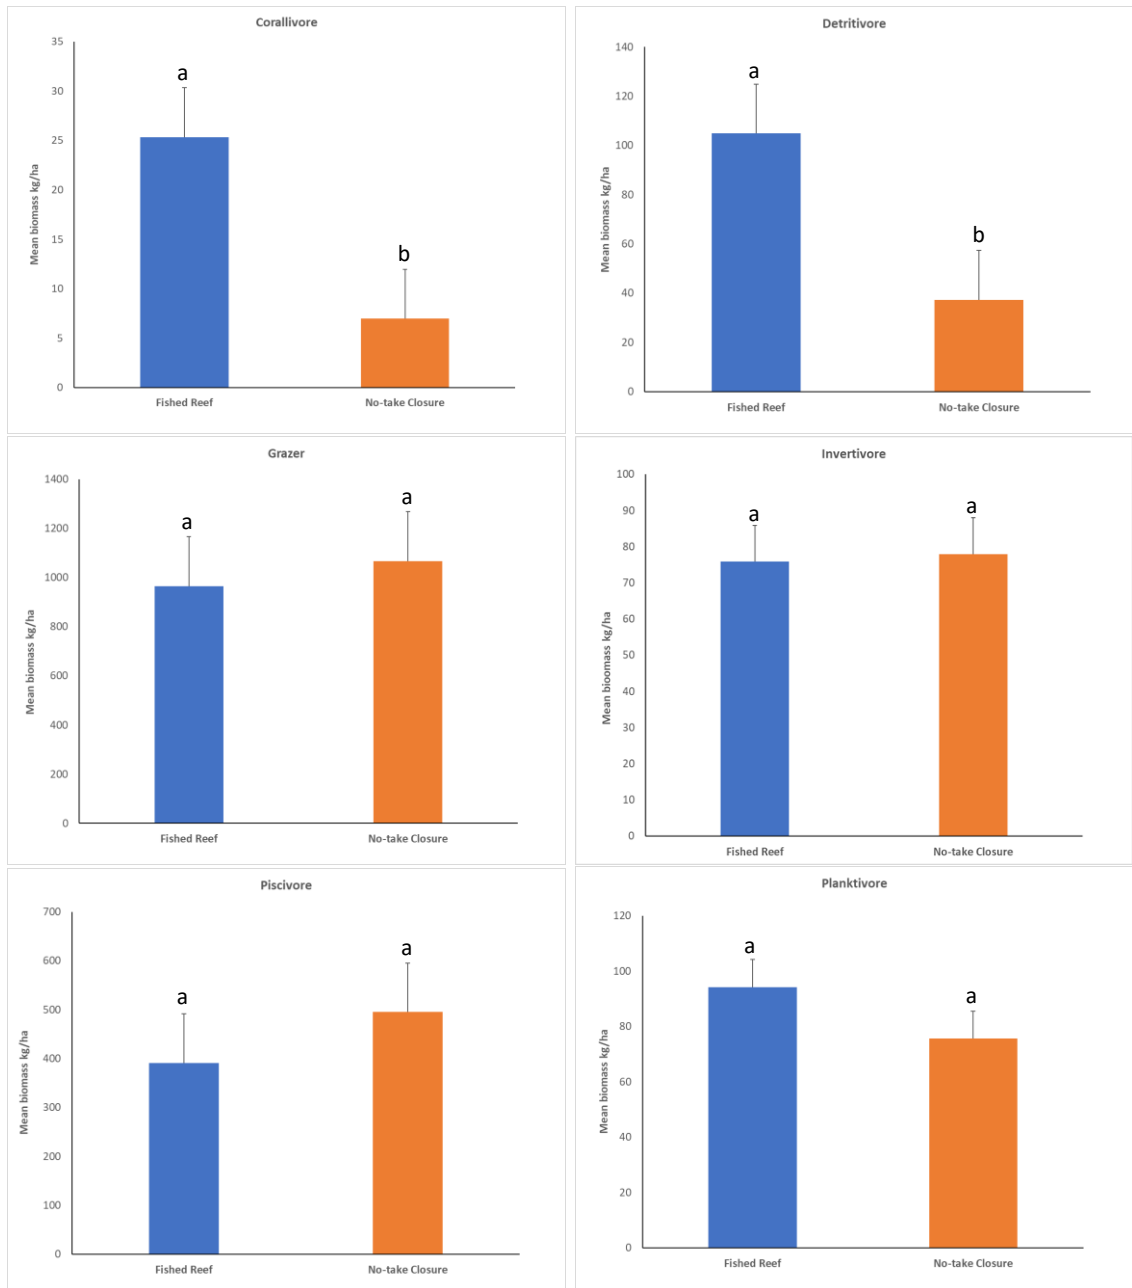 Corallivore
35
30
25
20
15
10
5
0
Mean biomass kg/ha
a
b
Fished Reef
No-take Closure
Detritivore
140
120
100
80
60
40
20
0
Mean biomass kg/ha
a
b
Fished Reef
No-take Closure
Grazer
1400
1200
1000
800
600
400
200
0
Mean biomass kg/ha
a
a
Fished Reef
No-take Closure
Invertivore
100
90
80
70
60
50
40
30
20
10
0
Mean bioomass kg/ha
a
a
Fished Reef
No-take Closure
Piscivore
700
600
500
400
300
200
100
0
Mean biomass kg/ha
a
a
Fished Reef
No-take Closure
Planktivore
120
100
80
60
40
20
0
Mean biomass kg/ha
a
a
Fished Reef
No-take Closure